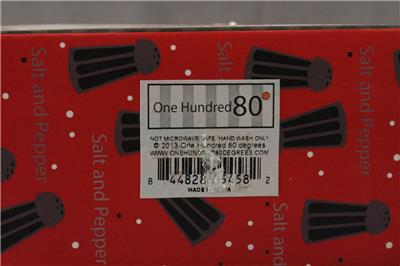 Salt and Pepper
Salt and Pepper
Salt and Pepper
One Hundred 80°
NOT MICROWAVE SAFE. HAND WASH ONLY
© 2013 One Hundred 80 degrees
WWW.ONEHUNDRED80DEGREES.COM
MADE IN